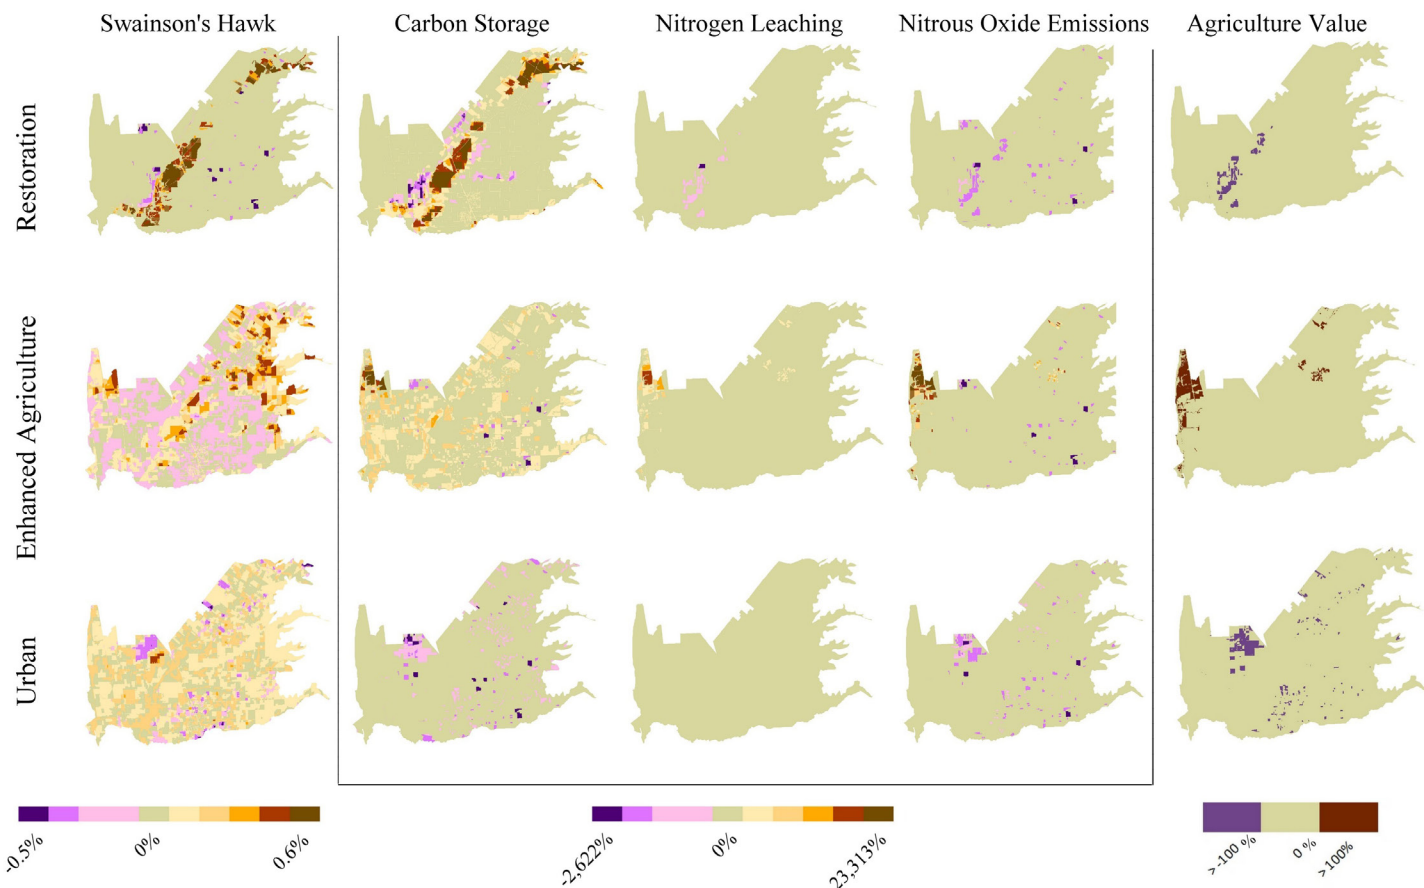 Swainson's Hawk
Carbon Storage
Nitrogen Leaching
Nitrous Oxide Emissions
Agriculture Value
Restoration
Enhanced Agriculture
Urban
-0.5%
0%
0.6%
-2,622%
0%
23,313%
> -100 %
0 %
>100%